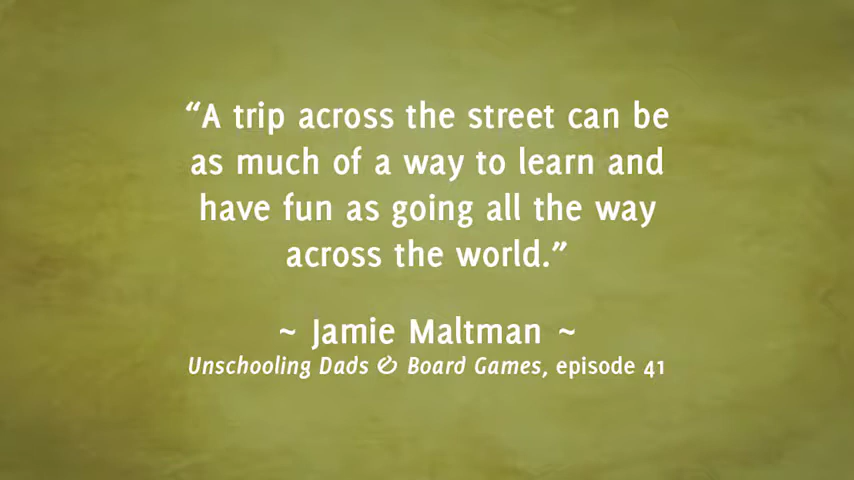 “A trip across the street can be
as much of a way to learn and
have fun as going all the way
across the world.”
~ Jamie Maltman ~
Unschooling Dads & Board Games, episode 41